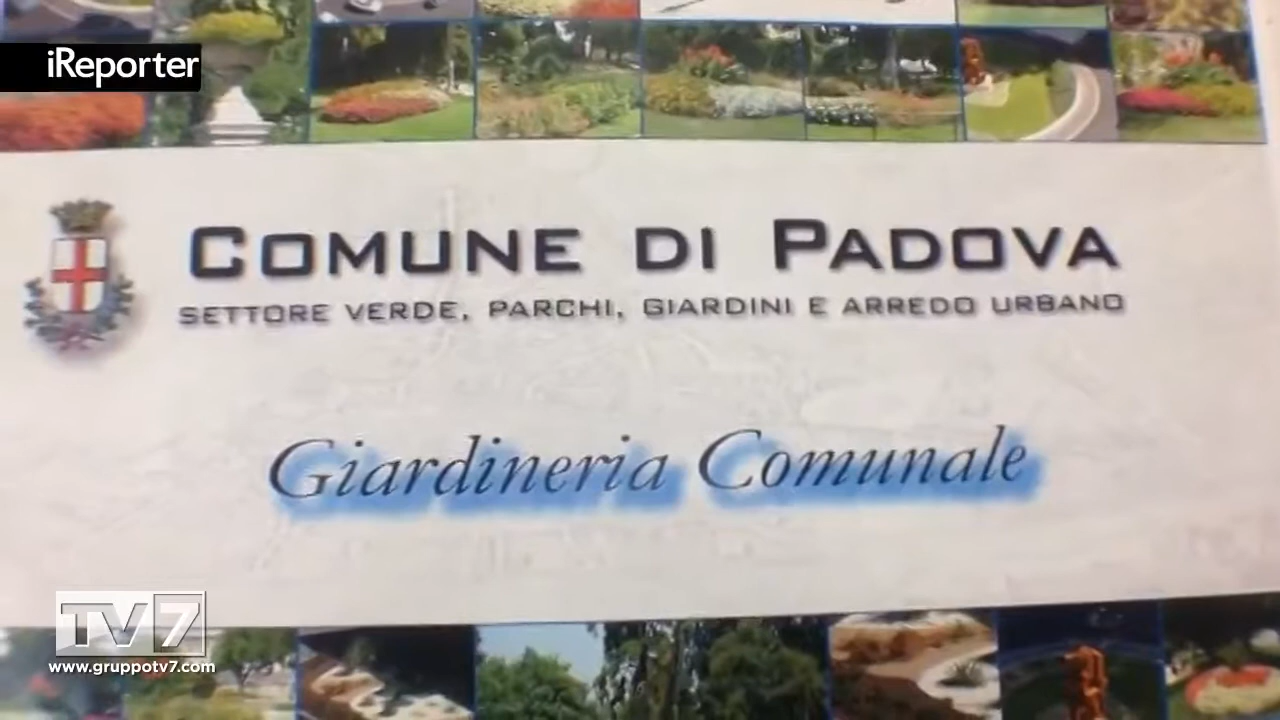 iReporter
COMUNE DI PADOVA
SETTORE VERDE, PARCHI, GIARDINI E ARREDO URBANO
Giardineria Comunale
TV7
www.gruppotv7.com